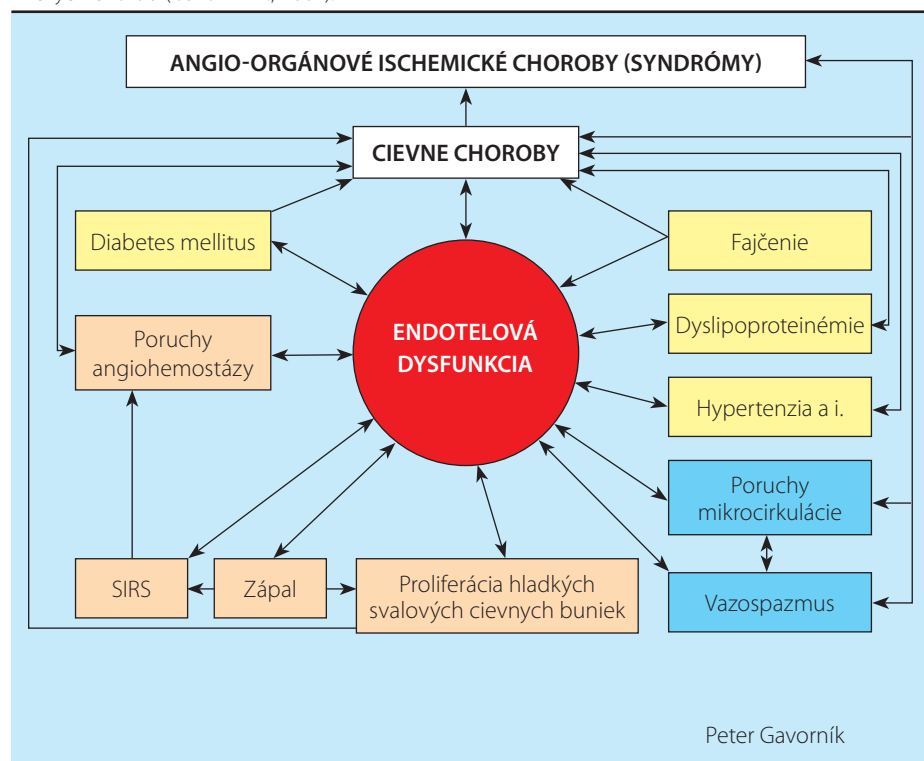 ANGIO-ORGÁNOVÉ ISCHEMICKÉ CHOROBY (SYNDRÓMY)
CIEVNE CHOROBY
Diabetes mellitus
Fajčenie
ENDOTELOVÁ
DYSFUNKCIA
Dyslipoproteinémie
Poruchy
angiohemostázy
Hypertenzia a i.
Poruchy
mikrocirkulácie
SIRS
Zápal
Proliferácia hladkých
svalových cievnych buniek
Vazospazmus
Peter Gavorník